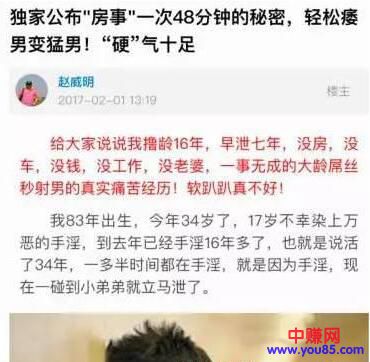 独家公布"房事"一次48分钟的秘密，轻松痿
男变猛男！“硬”气十足
赵威明
2017-02-01 13:19
楼主
给大家说说我撸龄16年，早泄七年，没房，没
车，没钱，没工作，没老婆，一事无成的大龄屌丝
秒射男的真实痛苦经历！软趴趴真不好！
我83年出生，今年34岁了，17岁不幸染上万
恶的手淫，到去年已经手淫16年多了，也就是说活
了34年，一多半时间都在手淫，就是因为手淫，现
在一碰到小弟弟就立马泄了。
中赚网
www.you85.com